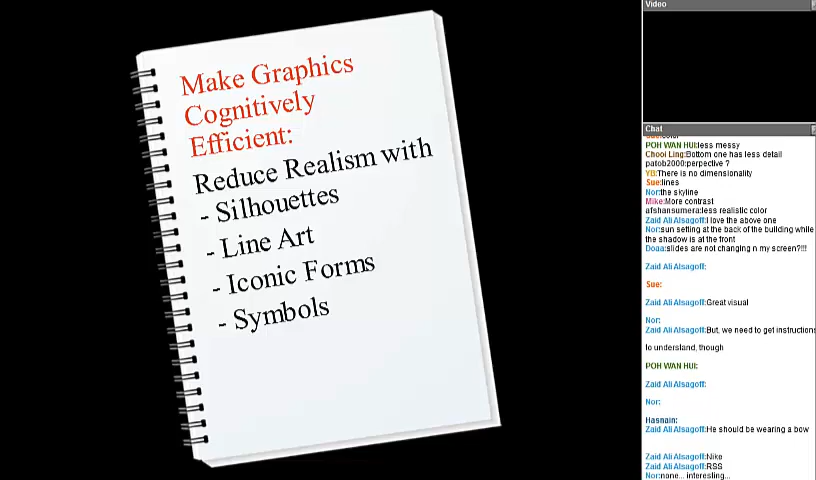 Make Graphics
Cognitively
Efficient:
Reduce Realism with
- Silhouettes
- Line Art
- Iconic Forms
- Symbols
Video
Chat
POH WAN HUI:less messy
Chooi Ling:Bottom one has less detail
patob2000:perpective ?
YB:There is no dimensionality
Sue:lines
Nor:the skyline
Mike:More contrast
afshansumera:less realistic color
Zaid Ali Alsagoff:I love the above one
Nor:sun setting at the back of the building while
the shadow is at the front
Doaa:slides are not changing n my screen?!!!
Zaid Ali Alsagoff:
Sue:
Zaid Ali Alsagoff:Great visual
Nor:
Zaid Ali Alsagoff:But, we need to get instructions
to understand, though
POH WAN HUI:
Zaid Ali Alsagoff:
Nor:
Hasnain:
Zaid Ali Alsagoff:He should be wearing a bow
Zaid Ali Alsagoff:Nike
Zaid Ali Alsagoff:RSS
Nor:none... interesting...